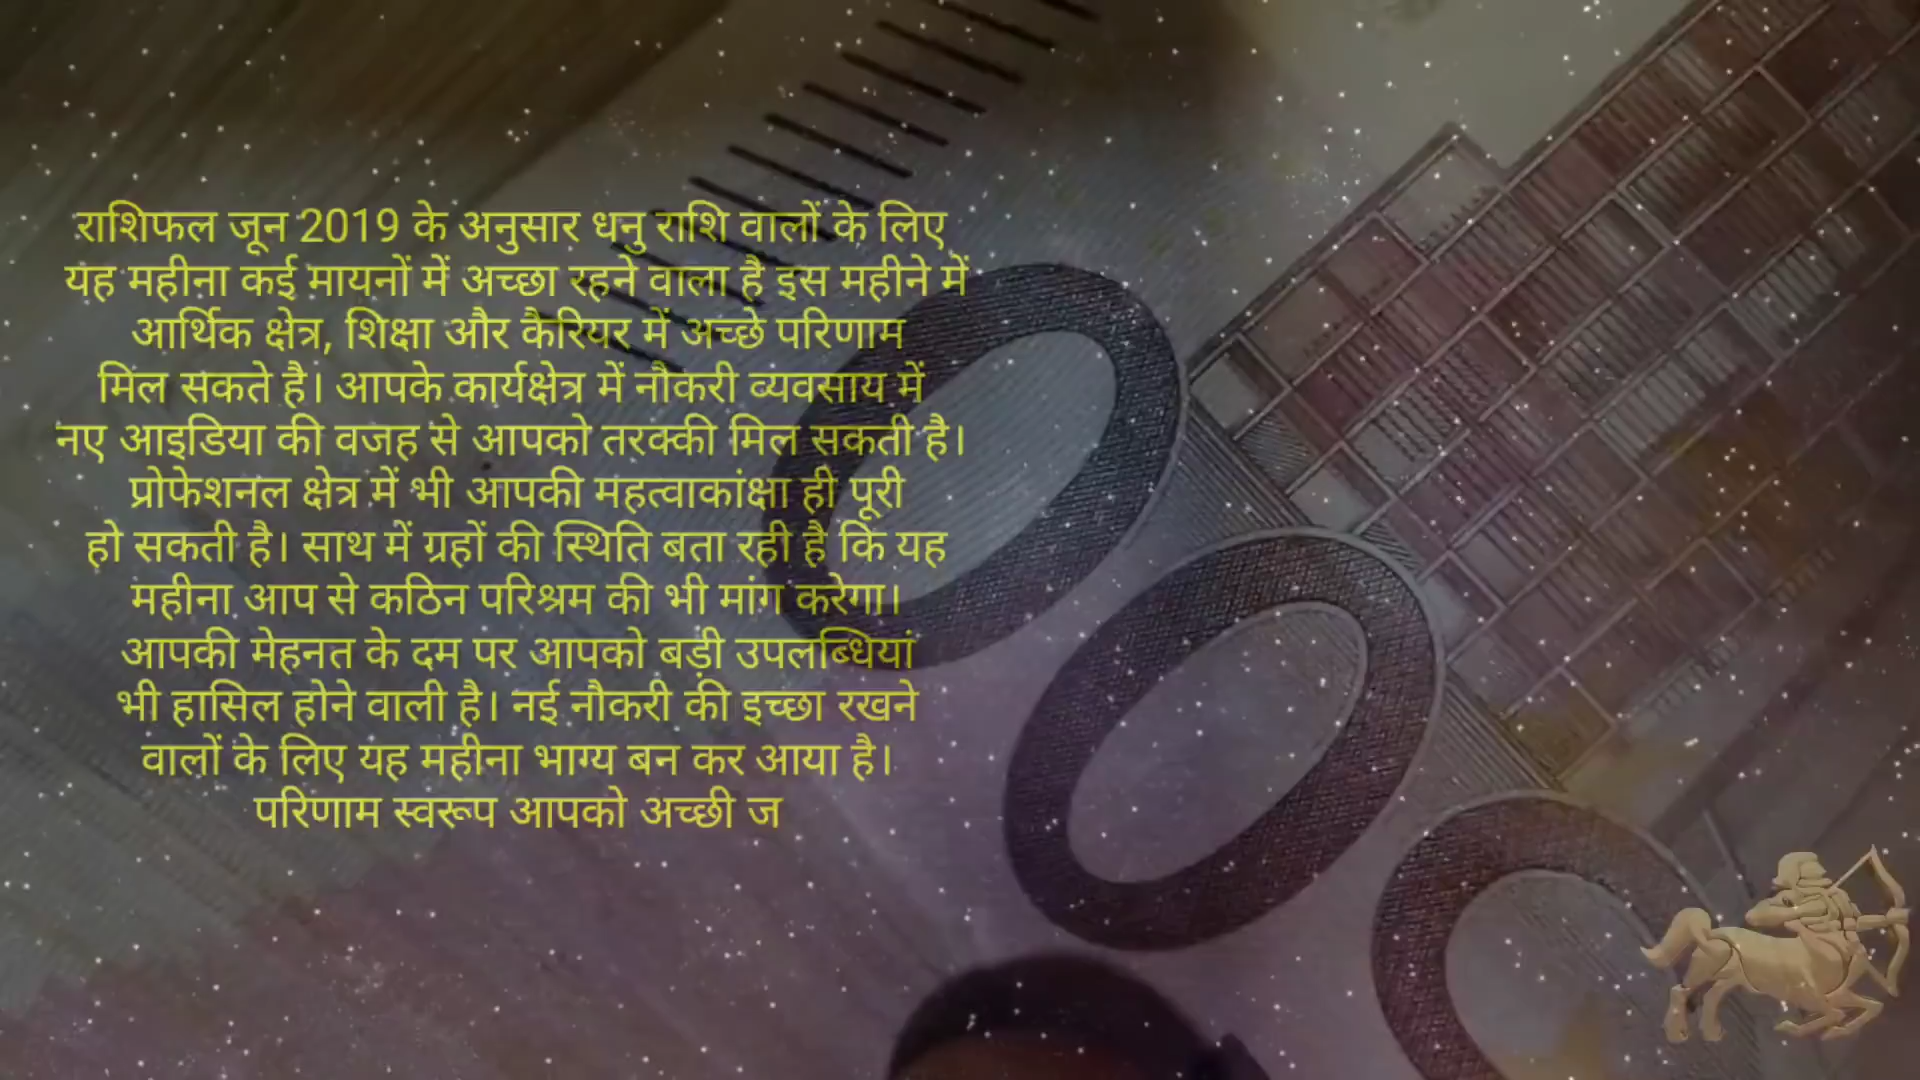 राशिफल जून 2019 के अनुसार धनु राशि वालों के लिए
यह महीना कई मायनों में अच्छा रहने वाला है इस महीने में
आर्थिक क्षेत्र, शिक्षा और कैरियर में अच्छे परिणाम
मिल सकते है। आपके कार्यक्षेत्र में नौकरी व्यवसाय में
नए आइडिया की वजह से आपको तरक्की मिल सकती है।
प्रोफेशनल क्षेत्र में भी आपकी महत्वाकांक्षा ही पूरी
हो सकती है। साथ में ग्रहों की स्थिति बता रही है कि यह
महीना आप से कठिन परिश्रम की भी मांग करेगा।
आपकी मेहनत के दम पर आपको बड़ी उपलब्धियां
भी हासिल होने वाली है। नई नौकरी की इच्छा रखने
वालों के लिए यह महीना भाग्य बन कर आया है।
परिणाम स्वरूप आपको अच्छी ज
000